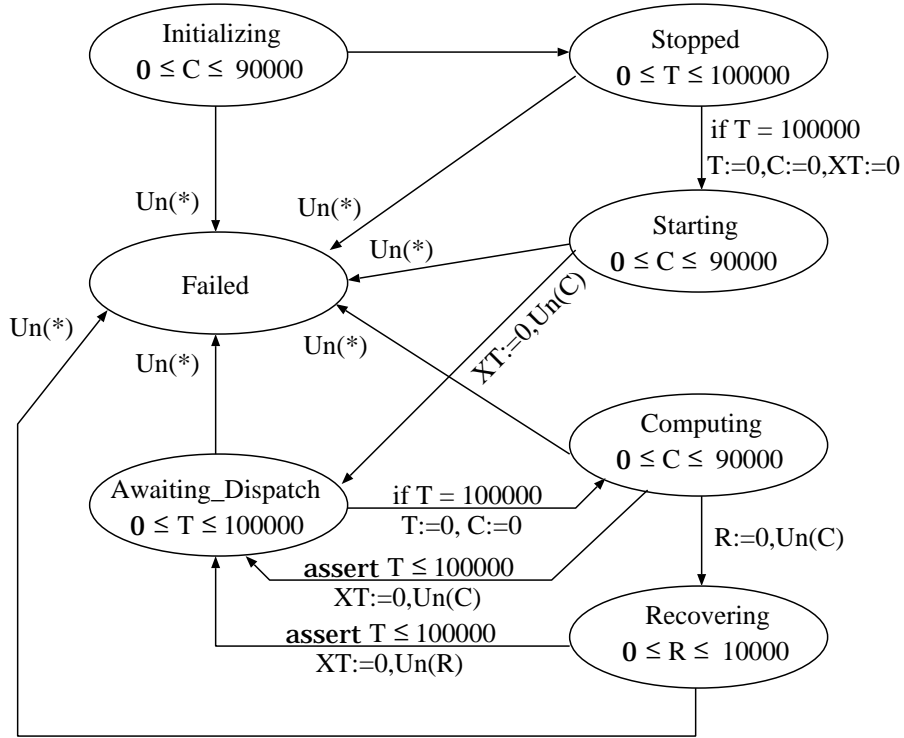 Initializing
0 ≤ C ≤ 90000
Stopped
0 ≤ T ≤ 100000
if T = 100000
T:=0,C:=0,XT:=0
Un(*)
Un(*)
Starting
0 ≤ C ≤ 90000
Un(*)
Failed
Un(*)
Un(*)
Un(*)
XT:=0,Un(C)
Computing
0 ≤ C ≤ 90000
Awaiting_Dispatch
0 ≤ T ≤ 100000
if T = 100000
T:=0, C:=0
R:=0,Un(C)
assert T ≤ 100000
XT:=0,Un(C)
Recovering
0 ≤ R ≤ 10000
assert T ≤ 100000
XT:=0,Un(R)